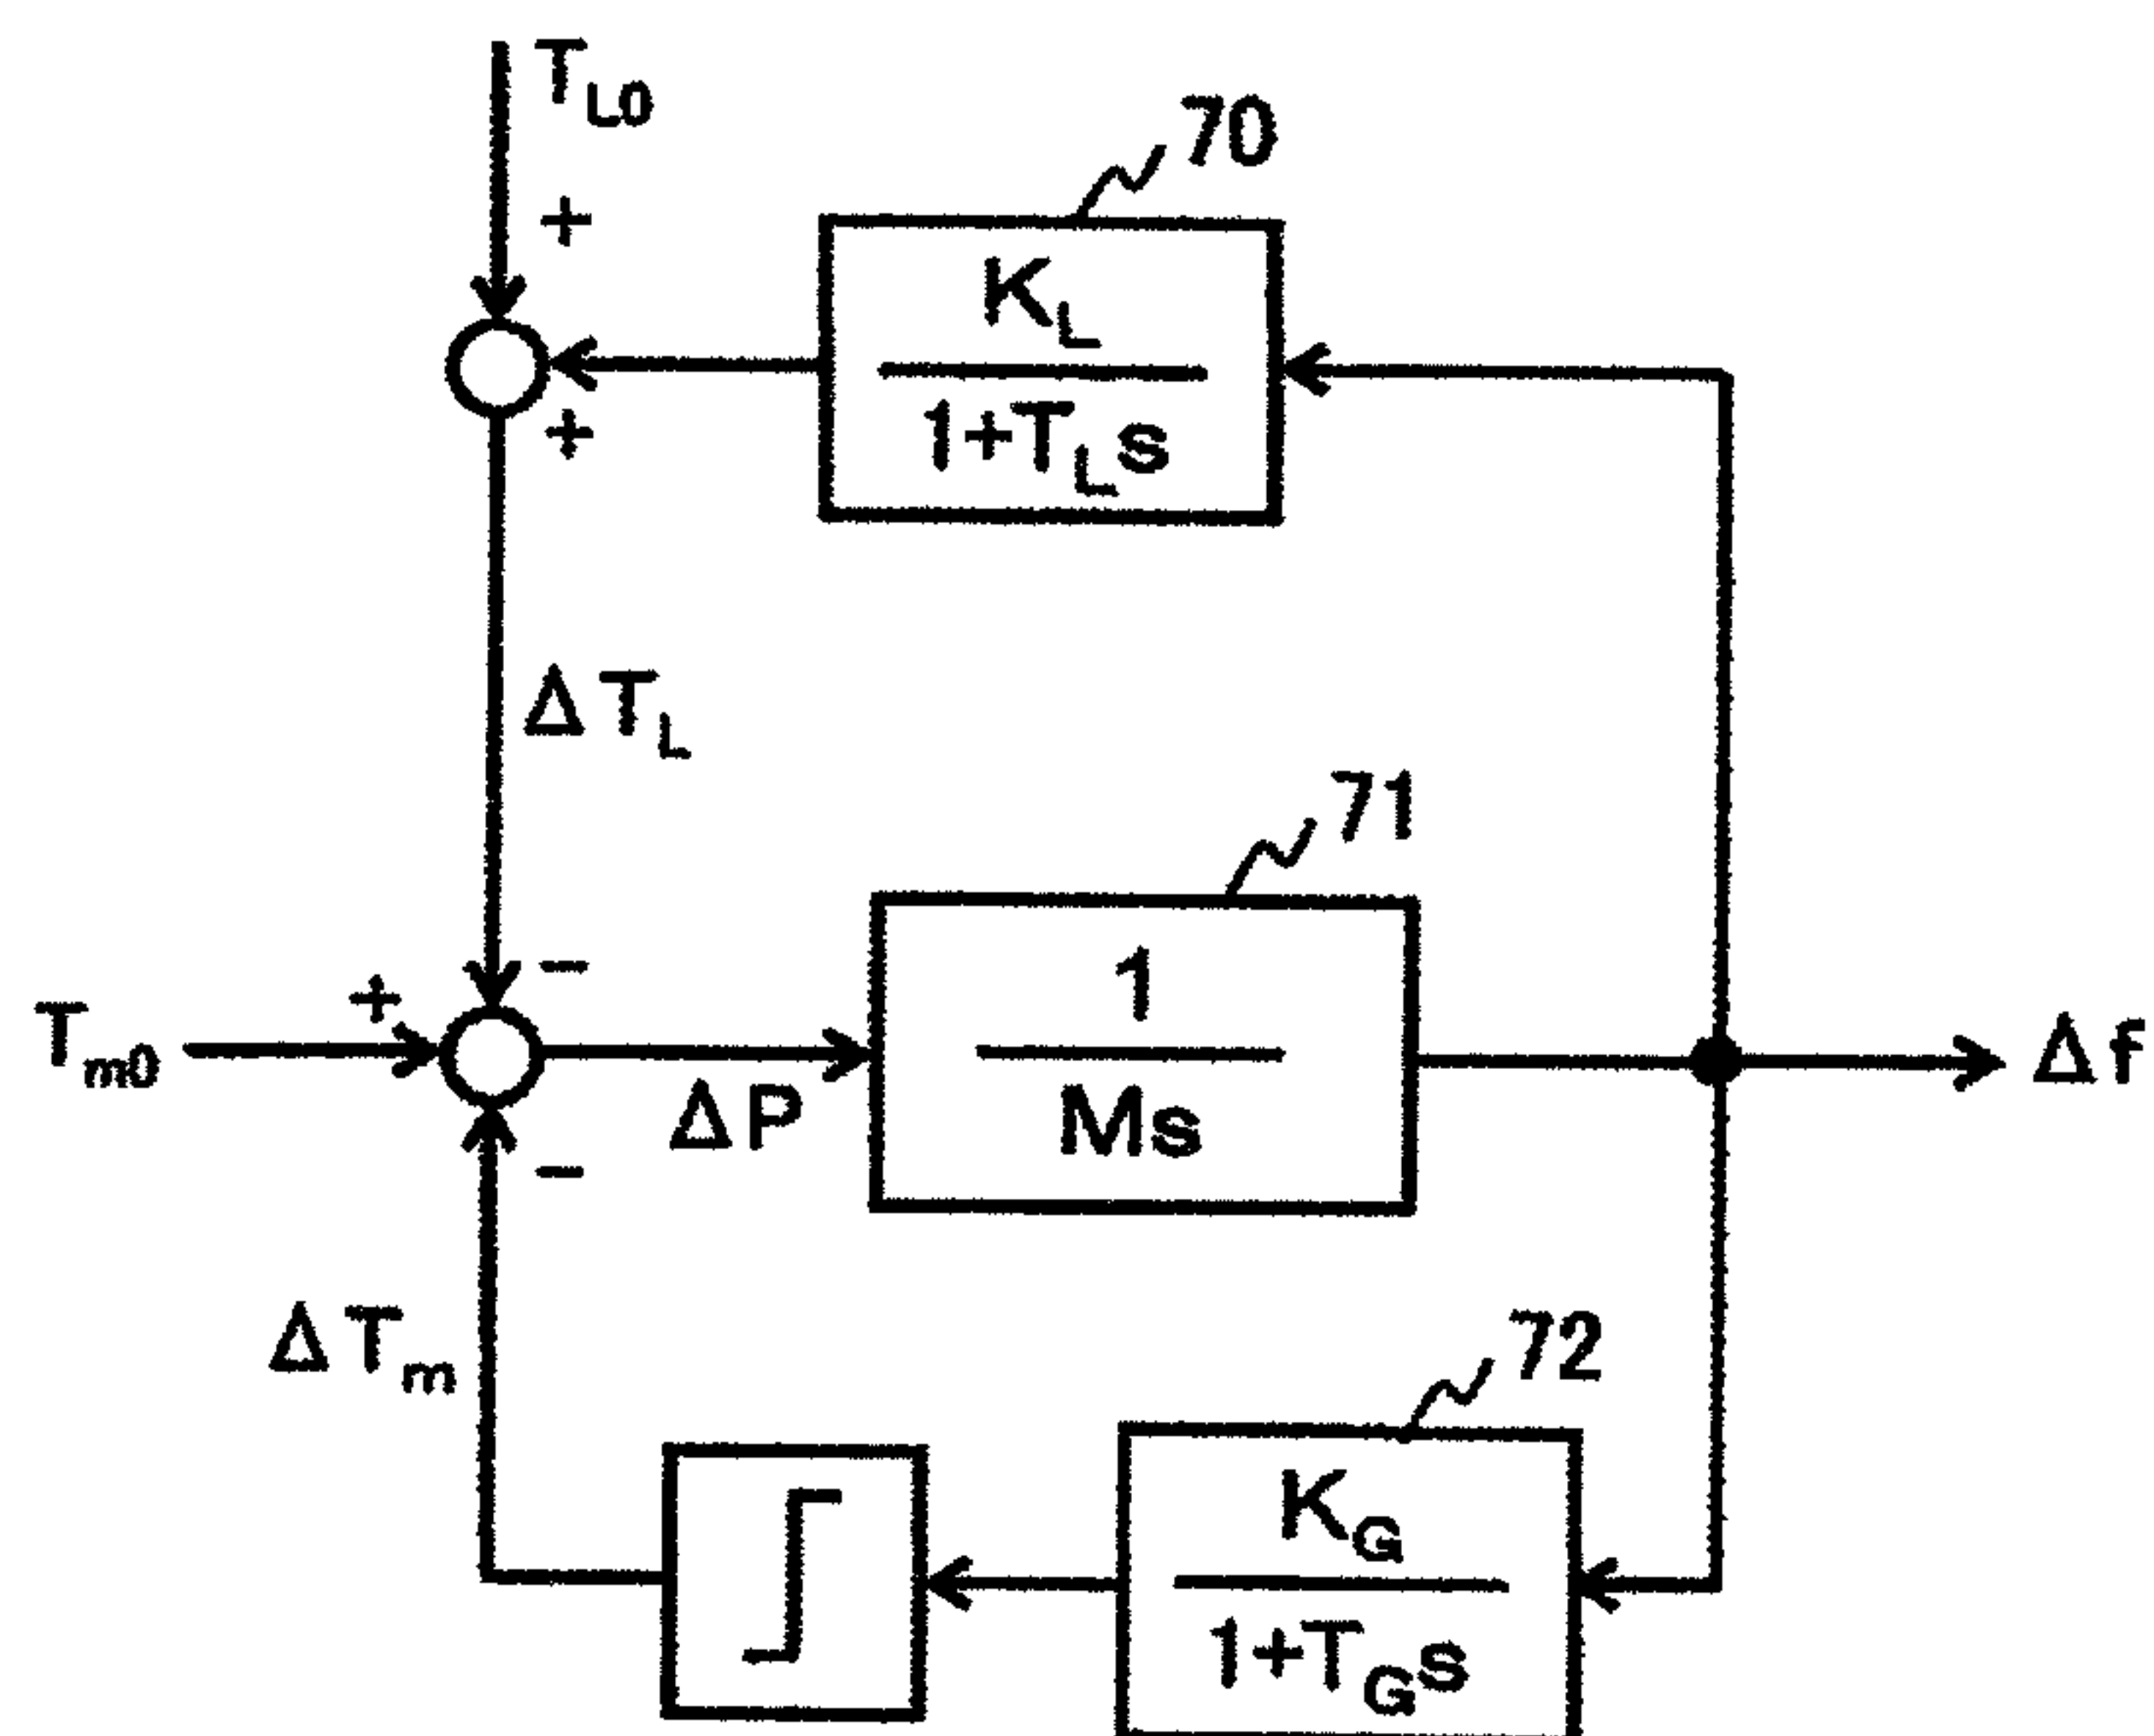 T_L0
+
70
K_L
1+T_Ls
+
ΔT_L
71
1
Ms
T_m0
+
−
ΔP
Δf
−
ΔT_m
72
K_G
1+T_Gs